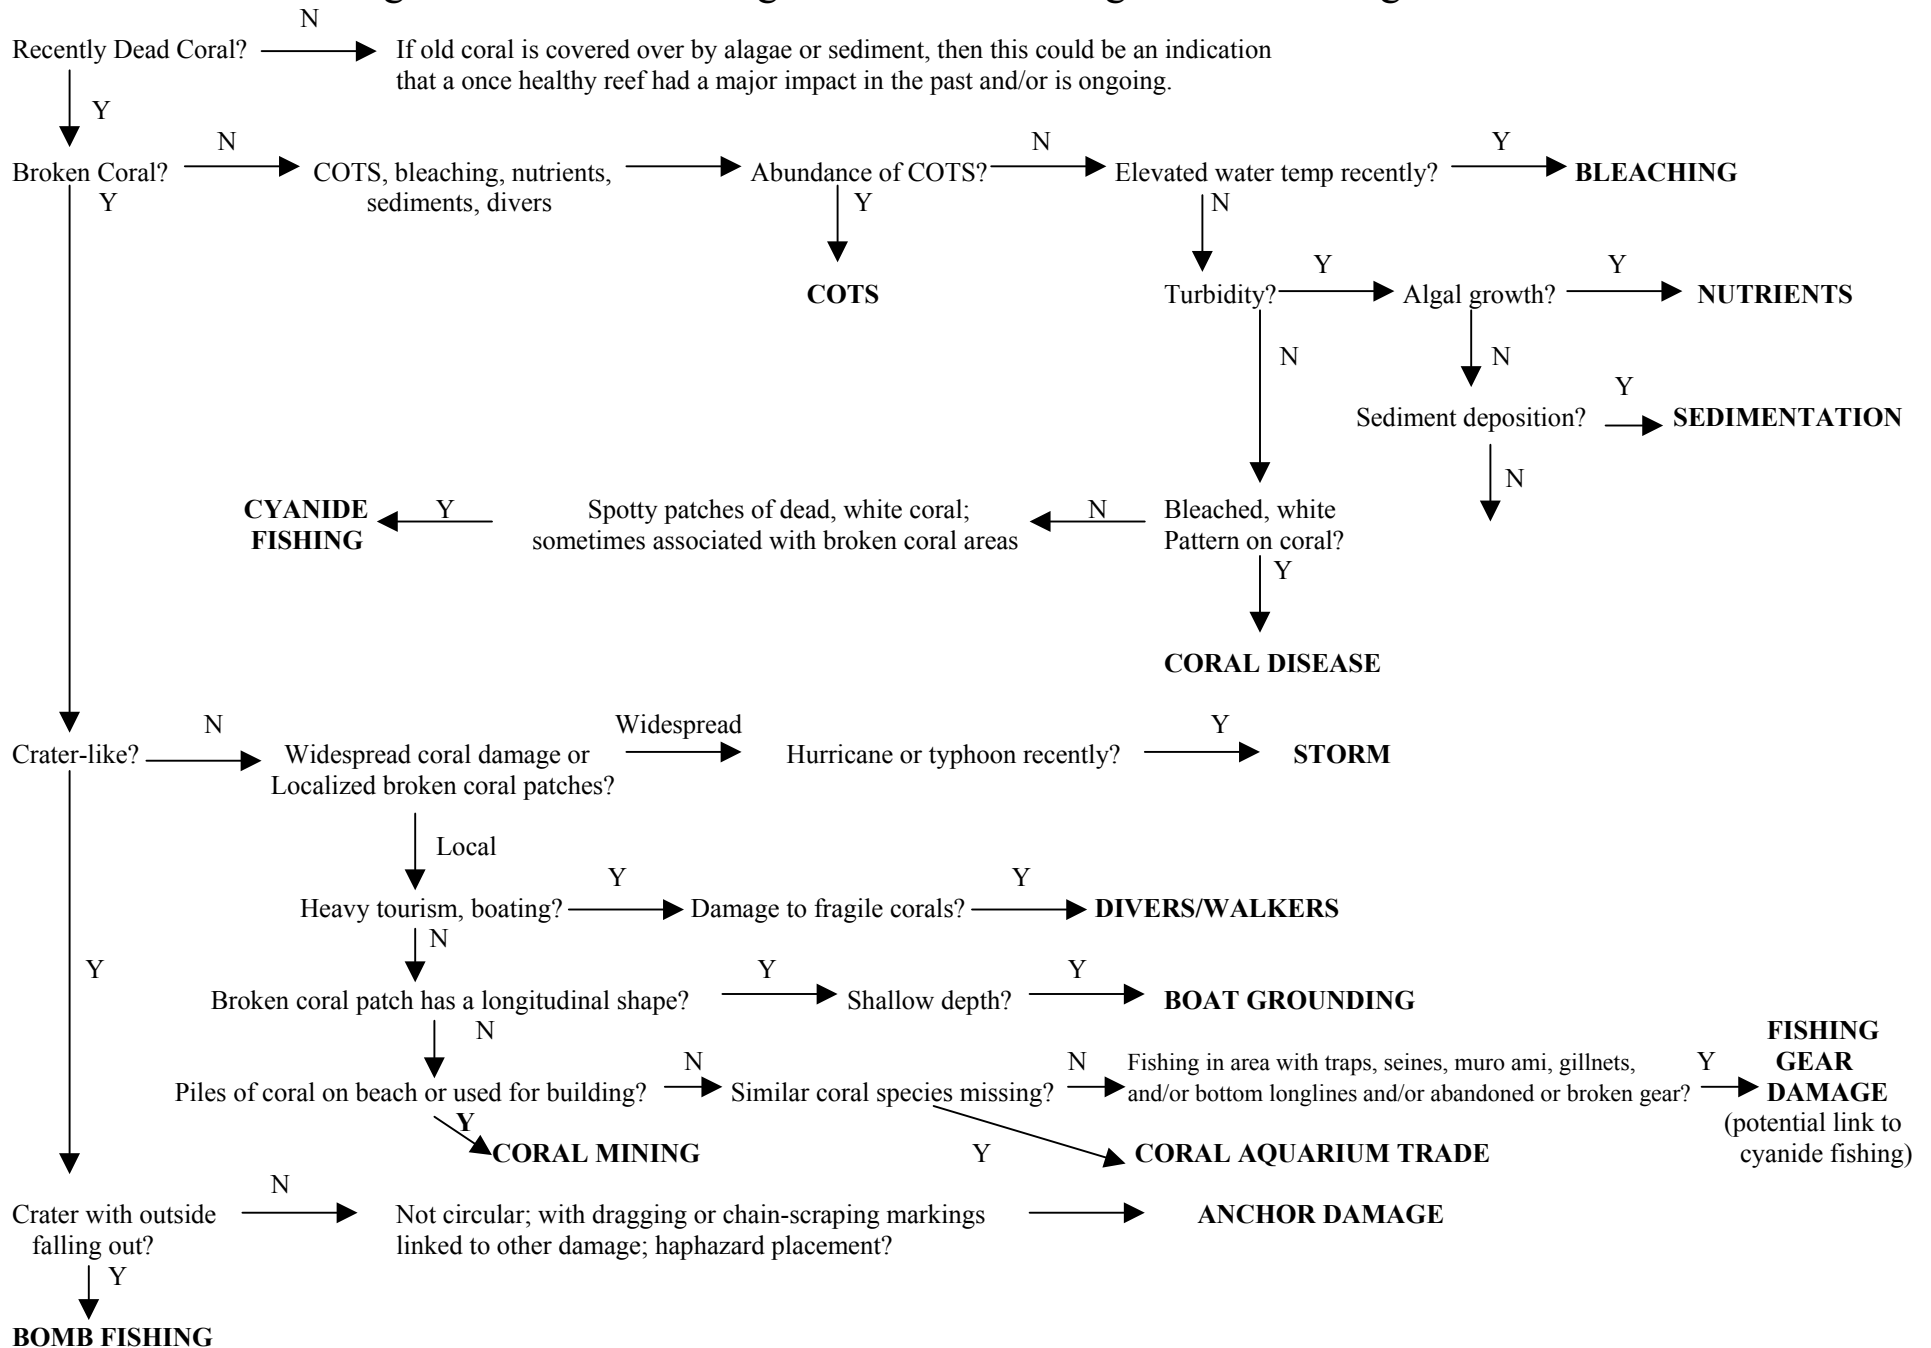 N
Recently Dead Coral?
If old coral is covered over by alagae or sediment, then this could be an indication
that a once healthy reef had a major impact in the past and/or is ongoing.
Y
Broken Coral?
N
COTS, bleaching, nutrients,
sediments, divers
Abundance of COTS?
N
Elevated water temp recently?
Y
BLEACHING
Y
Y
N
COTS
Turbidity?
Y
Algal growth?
Y
NUTRIENTS
N
N
Sediment deposition?
Y
SEDIMENTATION
N
CYANIDE
FISHING
Y
Spotty patches of dead, white coral;
sometimes associated with broken coral areas
N
Bleached, white
Pattern on coral?
Y
CORAL DISEASE
Crater-like?
N
Widespread coral damage or
Localized broken coral patches?
Widespread
Hurricane or typhoon recently?
Y
STORM
Local
Heavy tourism, boating?
Y
Damage to fragile corals?
Y
DIVERS/WALKERS
N
Y
Broken coral patch has a longitudinal shape?
Y
Shallow depth?
Y
BOAT GROUNDING
N
Piles of coral on beach or used for building?
N
Similar coral species missing?
N
Fishing in area with traps, seines, muro ami, gillnets,
and/or bottom longlines and/or abandoned or broken gear?
Y
FISHING
GEAR
DAMAGE
(potential link to
cyanide fishing)
Y
CORAL MINING
Y
CORAL AQUARIUM TRADE
Crater with outside
falling out?
N
Not circular; with dragging or chain-scraping markings
linked to other damage; haphazard placement?
ANCHOR DAMAGE
Y
BOMB FISHING